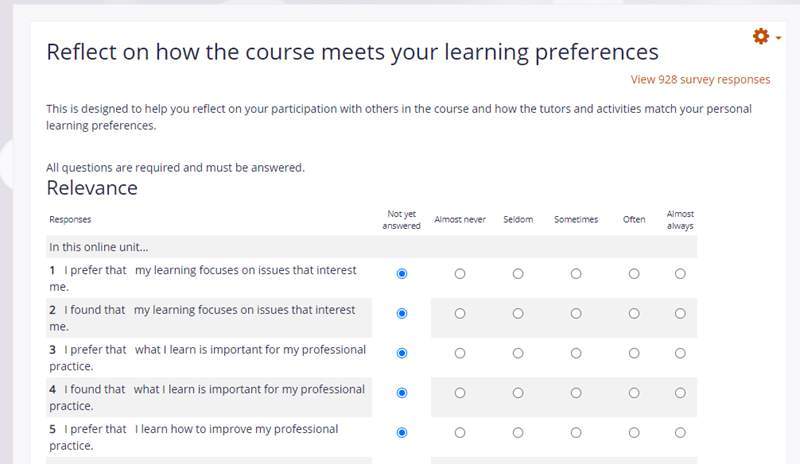 Reflect on how the course meets your learning preferences
View 928 survey responses
This is designed to help you reflect on your participation with others in the course and how the tutors and activities match your personal
learning preferences.
All questions are required and must be answered.
Relevance
Responses Not yet answered Almost never Seldom Sometimes Often Almost always
In this online unit...
1 I prefer that my learning focuses on issues that interest
me.
2 I found that my learning focuses on issues that interest
me.
3 I prefer that what I learn is important for my professional
practice.
4 I found that what I learn is important for my professional
practice.
5 I prefer that I learn how to improve my professional
practice.